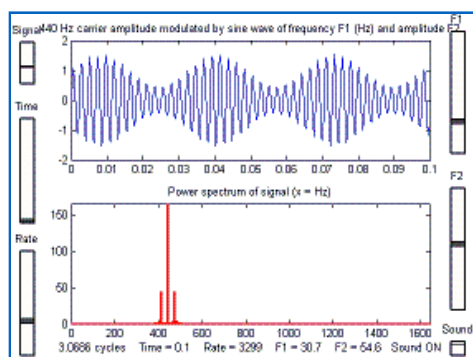 Signal
440 Hz carrier amplitude modulated by sine wave of frequency F1 (Hz) and amplitude F2
F1
2
1
0
-1
-2
0 0.01 0.02 0.03 0.04 0.05 0.06 0.07 0.08 0.09 0.1
Time
F2
Power spectrum of signal (x = Hz)
150
100
50
0
0 200 400 600 800 1000 1200 1400 1600
Rate
Sound
3.0686 cycles Time = 0.1 Rate = 3299 F1 = 30.7 F2 = 54.6 Sound ON